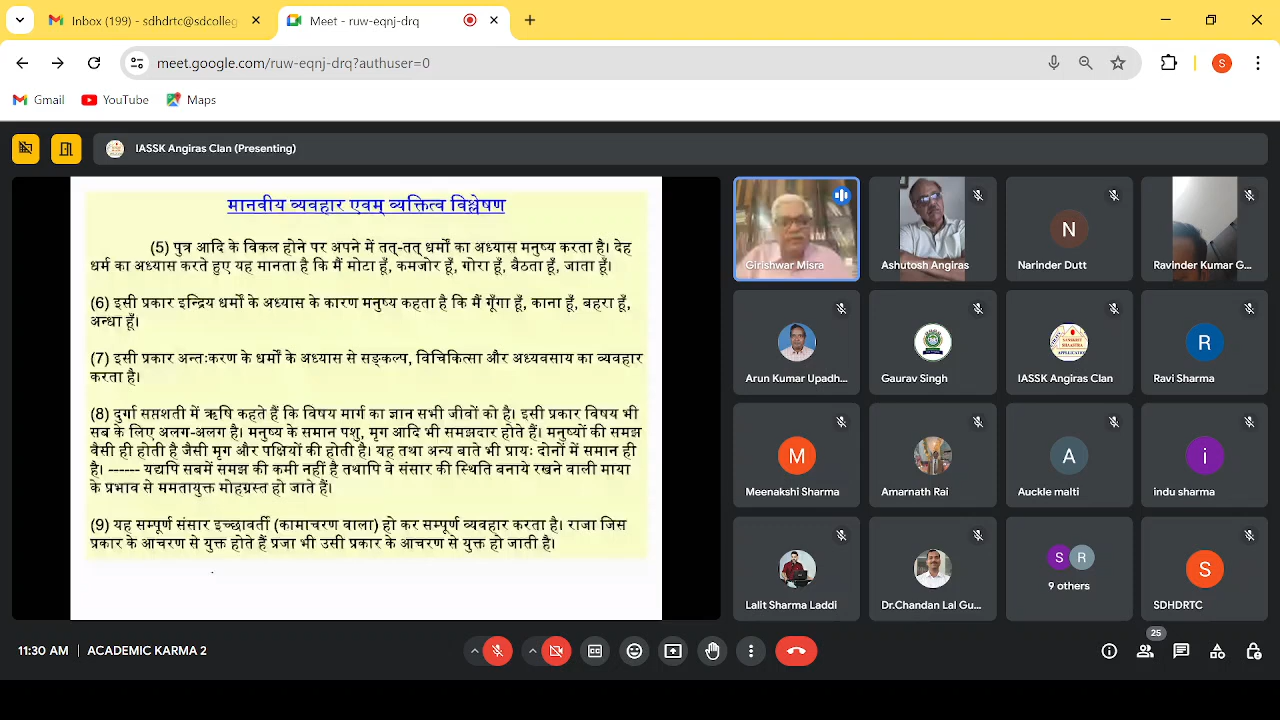 Inbox (199) - sdhdrtc@sdcolleg
Meet - ruw-eqnj-drq
meet.google.com/ruw-eqnj-drq?authuser=0
S
Gmail
YouTube
Maps
IASSK Angiras Clan (Presenting)
मानवीय व्यवहार एवम् व्यक्तित्व विश्लेषण
(5) पुत्र आदि के विकल होने पर अपने में तत्-तत् धर्मों का अध्यास मनुष्य करता है। देह
धर्म का अध्यास करते हुए यह मानता है कि मैं मोटा हूँ, कमजोर हूँ, गोरा हूँ, बैठता हूँ, जाता हूँ।
(6) इसी प्रकार इन्द्रिय धर्मों के अध्यास के कारण मनुष्य कहता है कि मैं गूँगा हूँ, काना हूँ, बहरा हूँ,
अन्धा हूँ।
(7) इसी प्रकार अन्तःकरण के धर्मों के अध्यास से सङ्कल्प, विचिकित्सा और अध्यवसाय का व्यवहार
करता है।
(8) दुर्गा सप्तशती में ऋषि कहते हैं कि विषय मार्ग का ज्ञान सभी जीवों को है। इसी प्रकार विषय भी
सब के लिए अलग-अलग है। मनुष्य के समान पशु, मृग आदि भी समझदार होते हैं। मनुष्यों की समझ
वैसी ही होती है जैसी मृग और पक्षियों की होती है। यह तथा अन्य बाते भी प्रायः दोनों में समान ही
है। ------ यद्यपि सबमें समझ की कमी नहीं है तथापि वे संसार की स्थिति बनाये रखने वाली माया
के प्रभाव से ममतायुक्त मोहग्रस्त हो जाते हैं।
(9) यह सम्पूर्ण संसार इच्छावर्ती (कामाचरण वाला) हो कर सम्पूर्ण व्यवहार करता है। राजा जिस
प्रकार के आचरण से युक्त होते हैं प्रजा भी उसी प्रकार के आचरण से युक्त हो जाती है।
Girishwar Misra
Ashutosh Angiras
N
Narinder Dutt
Ravinder Kumar G...
Arun Kumar Upadh...
Gaurav Singh
IASSK Angiras Clan
R
Ravi Sharma
M
Meenakshi Sharma
Amarnath Rai
A
Auckle malti
i
indu sharma
Lalit Sharma Laddi
Dr.Chandan Lal Gu...
S R
9 others
S
SDHDRTC
11:30 AM | ACADEMIC KARMA 2
25